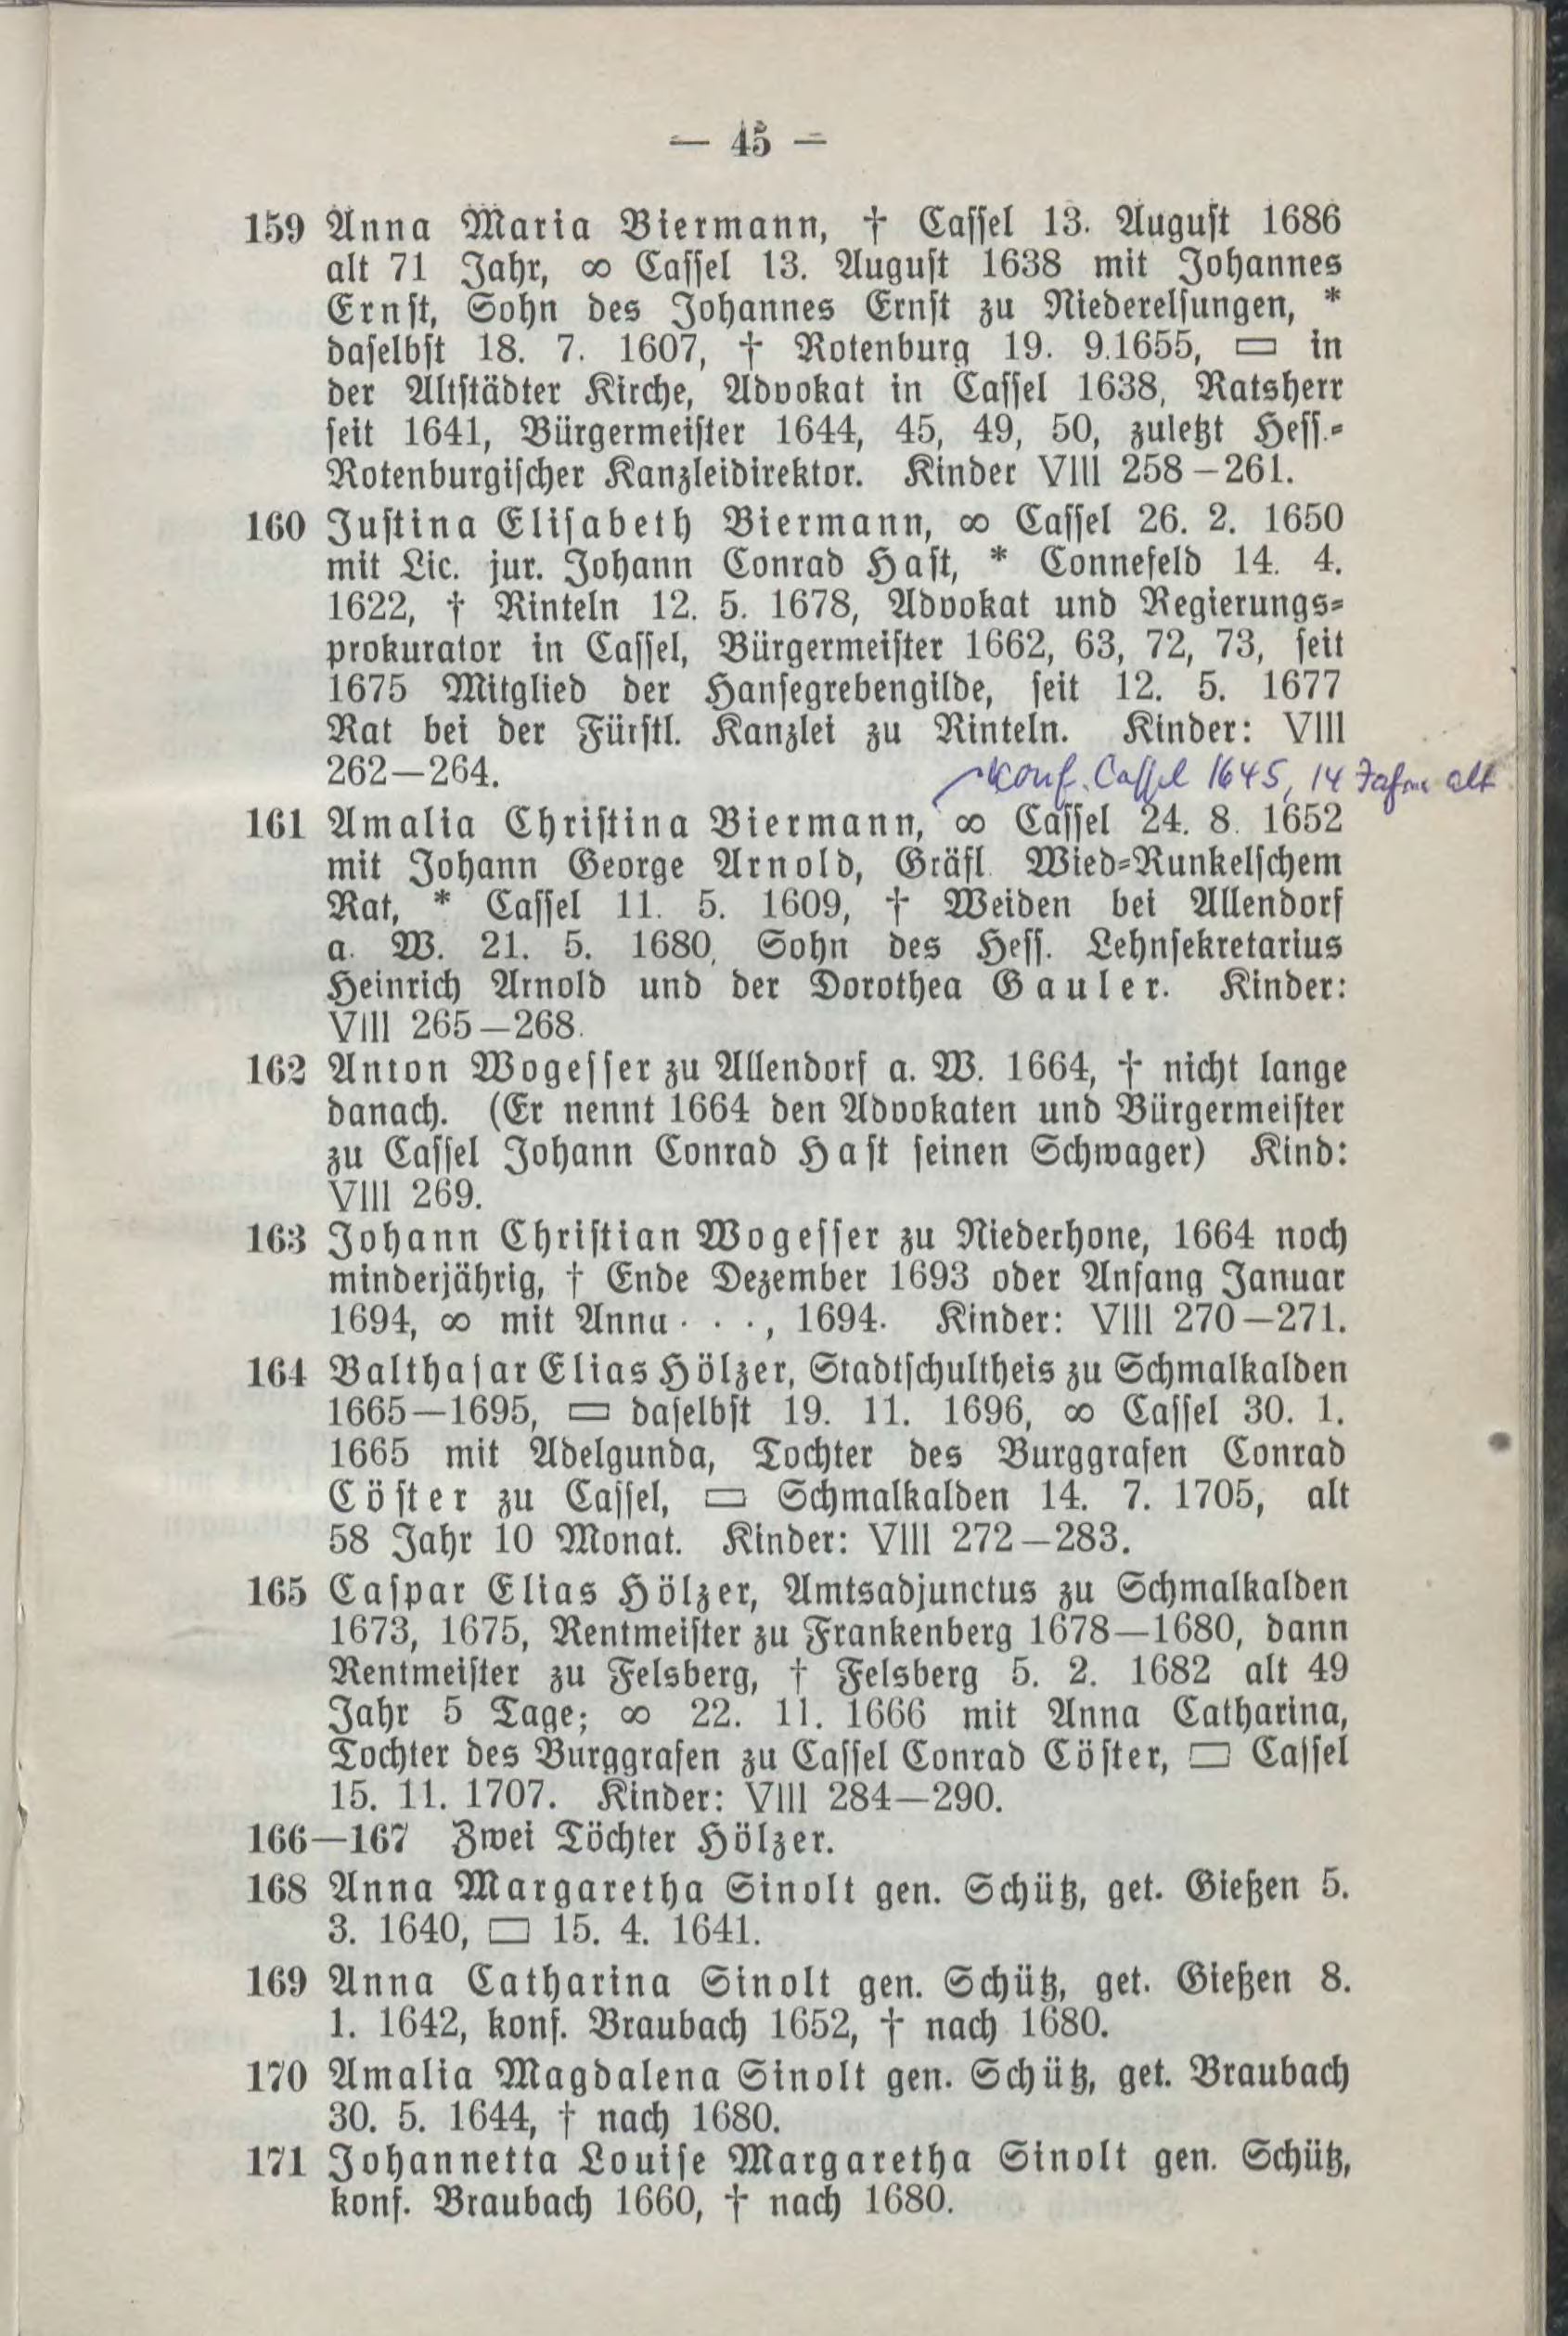 — 45 —
159 Anna Maria Biermann, † Cassel 13. August 1686
alt 71 Jahr, ∞ Cassel 13. August 1638 mit Johannes
Ernst, Sohn des Johannes Ernst zu Niederelsungen, *
daselbst 18. 7. 1607, † Rotenburg 19. 9.1655, ▭ in
der Altstädter Kirche, Advokat in Cassel 1638, Ratsherr
seit 1641, Bürgermeister 1644, 45, 49, 50, zuletzt Hess.-
Rotenburgischer Kanzleidirektor. Kinder VIII 258–261.
160 Justina Elisabeth Biermann, ∞ Cassel 26. 2. 1650
mit Lic. jur. Johann Conrad Hast, * Connefeld 14. 4.
1622, † Rinteln 12. 5. 1678, Advokat und Regierungs-
prokurator in Cassel, Bürgermeister 1662, 63, 72, 73, seit
1675 Mitglied der Hansegrebengilde, seit 12. 5. 1677
Rat bei der Fürstl. Kanzlei zu Rinteln. Kinder: VIII
262—264.
konf. Cassel 1645, 14 Jahre alt
161 Amalia Christina Biermann, ∞ Cassel 24. 8. 1652
mit Johann George Arnold, Gräfl. Wied-Runkelschem
Rat, * Cassel 11. 5. 1609, † Weiden bei Allendorf
a. W. 21. 5. 1680, Sohn des Hess. Lehnsekretarius
Heinrich Arnold und der Dorothea Gauler. Kinder:
VIII 265—268.
162 Anton Wogesser zu Allendorf a. W. 1664, † nicht lange
danach. (Er nennt 1664 den Advokaten und Bürgermeister
zu Cassel Johann Conrad Hast seinen Schwager) Kind:
VIII 269.
163 Johann Christian Wogesser zu Niederhone, 1664 noch
minderjährig, † Ende Dezember 1693 oder Anfang Januar
1694, ∞ mit Anna . . ., 1694. Kinder: VIII 270—271.
164 Balthasar Elias Hölzer, Stadtschultheis zu Schmalkalden
1665—1695, ▭ daselbst 19. 11. 1696, ∞ Cassel 30. 1.
1665 mit Adelgunda, Tochter des Burggrafen Conrad
Cöster zu Cassel, ▭ Schmalkalden 14. 7. 1705, alt
58 Jahr 10 Monat. Kinder: VIII 272—283.
165 Caspar Elias Hölzer, Amtsadjunctus zu Schmalkalden
1673, 1675, Rentmeister zu Frankenberg 1678—1680, dann
Rentmeister zu Felsberg, † Felsberg 5. 2. 1682 alt 49
Jahr 5 Tage; ∞ 22. 11. 1666 mit Anna Catharina,
Tochter des Burggrafen zu Cassel Conrad Cöster, ▭ Cassel
15. 11. 1707. Kinder: VIII 284—290.
166—167 Zwei Töchter Hölzer.
168 Anna Margaretha Sinolt gen. Schütz, get. Gießen 5.
3. 1640, ▭ 15. 4. 1641.
169 Anna Catharina Sinolt gen. Schütz, get. Gießen 8.
1. 1642, konf. Braubach 1652, † nach 1680.
170 Amalia Magdalena Sinolt gen. Schütz, get. Braubach
30. 5. 1644, † nach 1680.
171 Johannetta Louise Margaretha Sinolt gen. Schütz,
konf. Braubach 1660, † nach 1680.